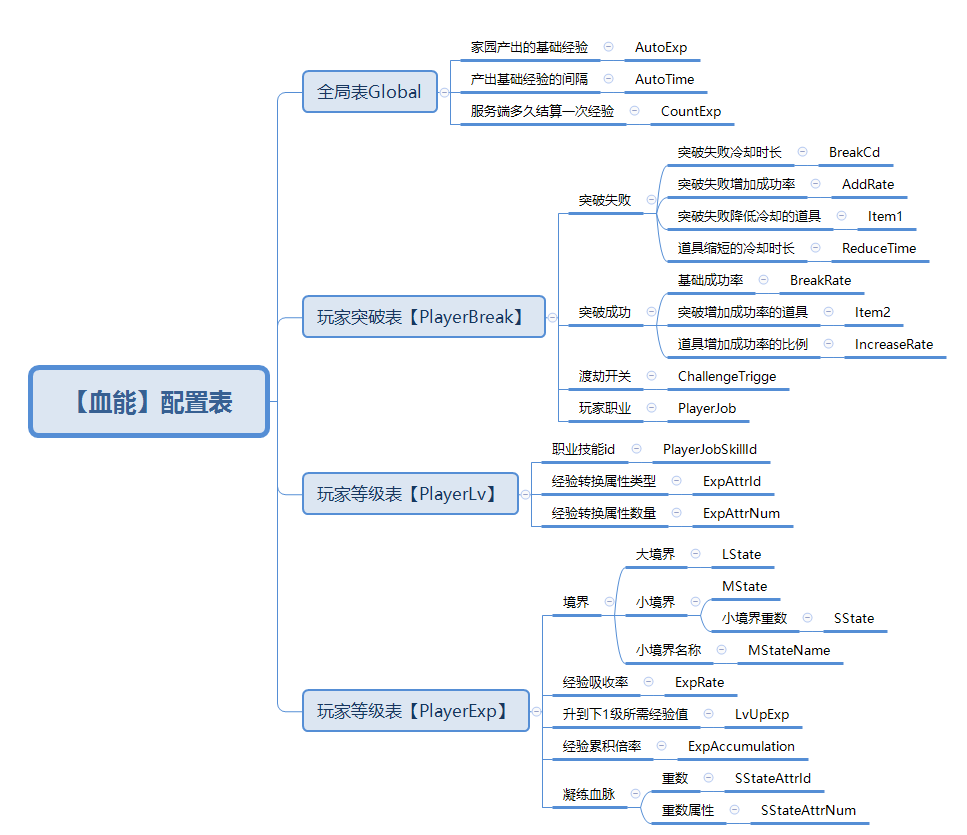 【血能】配置表
全局表Global
家园产出的基础经验 AutoExp
产出基础经验的间隔 AutoTime
服务端多久结算一次经验 CountExp
玩家突破表【PlayerBreak】
突破失败
突破失败冷却时长 BreakCd
突破失败增加成功率 AddRate
突破失败降低冷却的道具 Item1
道具缩短的冷却时长 ReduceTime
突破成功
基础成功率 BreakRate
突破增加成功率的道具 Item2
道具增加成功率的比例 IncreaseRate
渡劫开关 ChallengeTrigge
玩家职业 PlayerJob
玩家等级表【PlayerLv】
职业技能id PlayerJobSkillId
经验转换属性类型 ExpAttrId
经验转换属性数量 ExpAttrNum
玩家等级表【PlayerExp】
境界
大境界 LState
小境界
MState
小境界重数 SState
小境界名称 MStateName
经验吸收率 ExpRate
升到下1级所需经验值 LvUpExp
经验累积倍率 ExpAccumulation
凝练血脉
重数 SStateAttrId
重数属性 SStateAttrNum